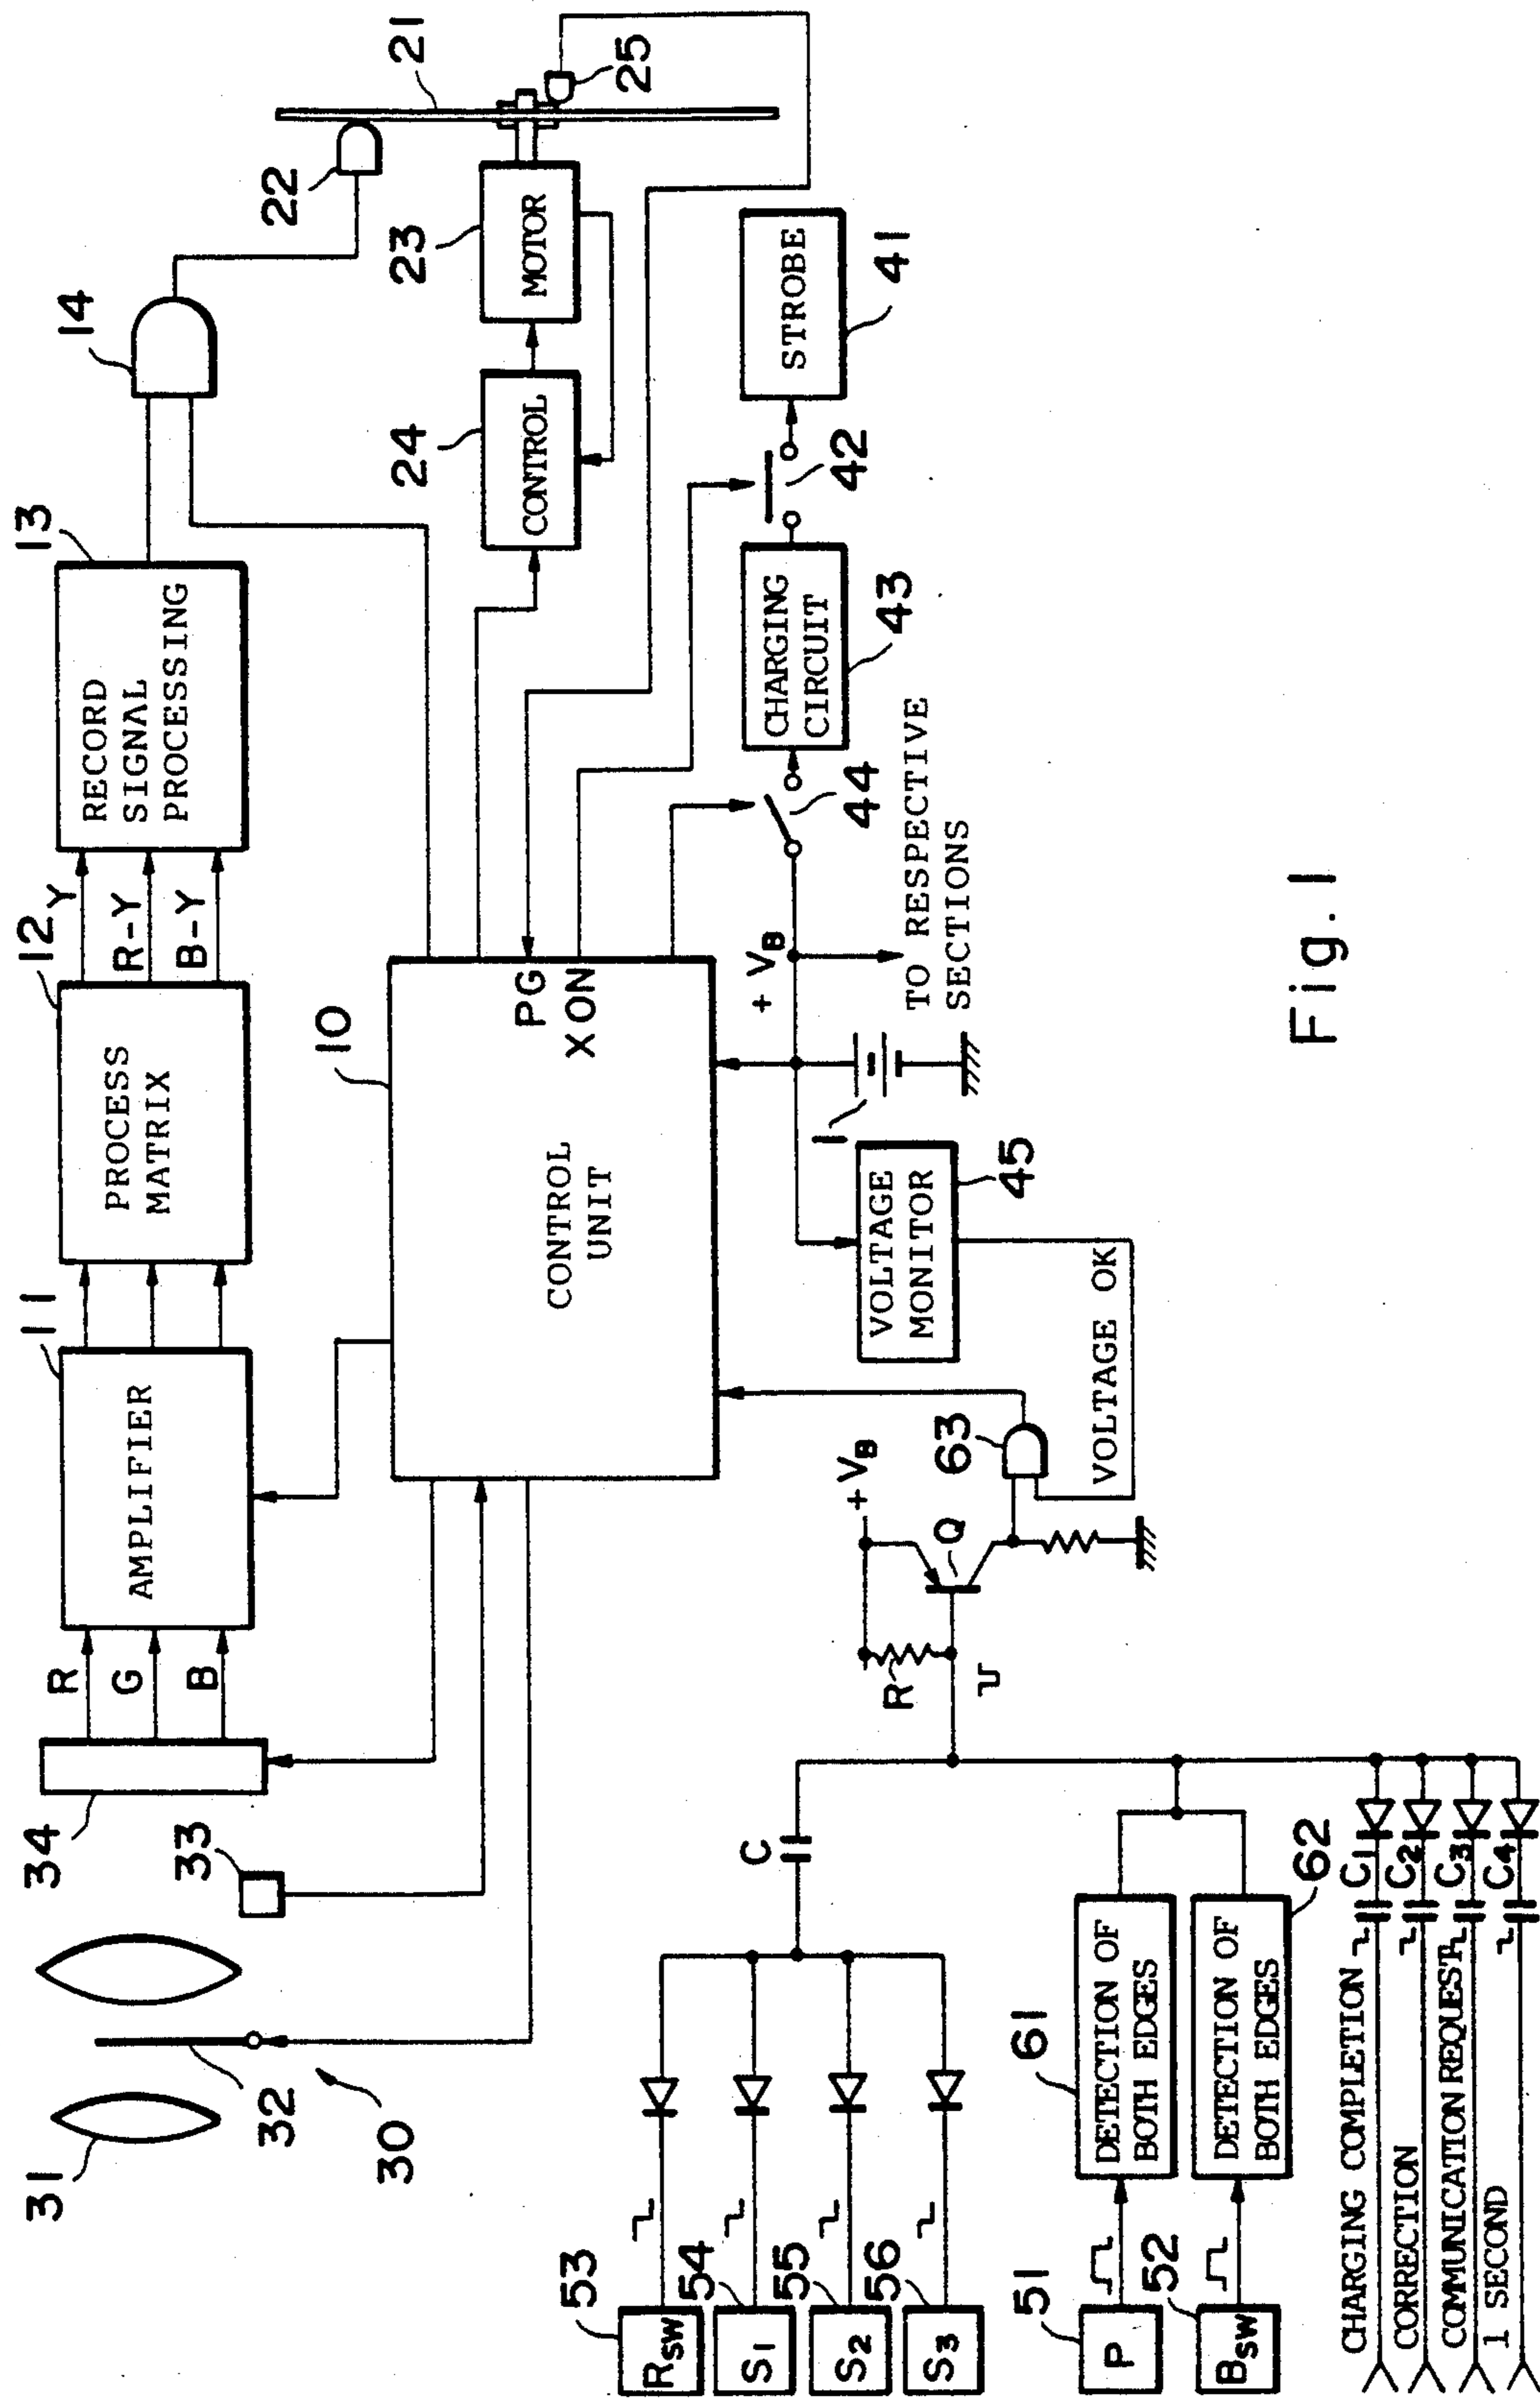 31
32
30
33
34
R
G
B
11
AMPLIFIER
12
PROCESS
MATRIX
Y
R-Y
B-Y
13
RECORD
SIGNAL
PROCESSING
14
22
21
25
23
MOTOR
24
CONTROL
10
CONTROL
UNIT
PG
XON
STROBE
41
42
CHARGING
CIRCUIT
43
44
+ VB
TO RESPECTIVE
SECTIONS
1
VOLTAGE
MONITOR
45
VOLTAGE OK
63
+VB
Q
R
C
53
RSW
54
S1
55
S2
56
S3
51
P
61
DETECTION OF
BOTH EDGES
52
BSW
62
DETECTION OF
BOTH EDGES
CHARGING COMPLETION
C1
CORRECTION
C2
COMMUNICATION REQUEST
C3
1 SECOND
C4
Fig. 1